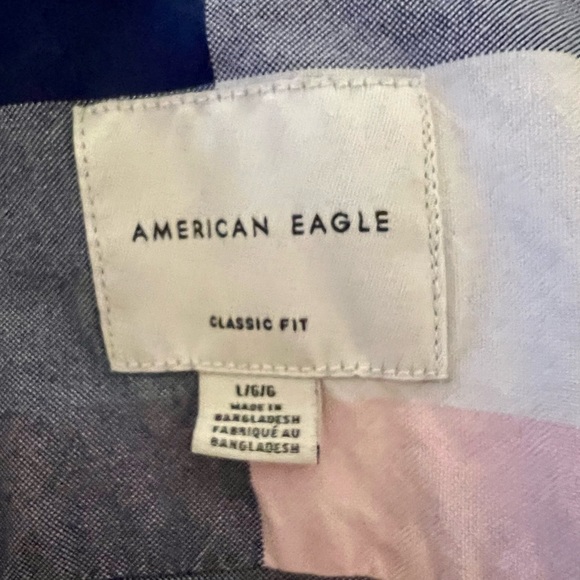 AMERICAN EAGLE
CLASSIC FIT
L/G/G
MADE IN
BANGLADESH
FABRIQUÉ AU
BANGLADESH